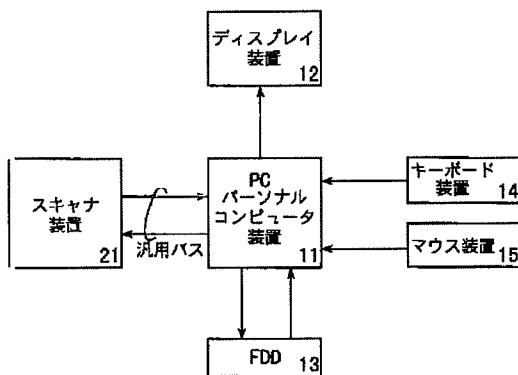 ディスプレイ
装置
12
スキャナ
装置
21
汎用バス
PC
パーソナル
コンピュータ
装置
11
キーボード
装置
14
マウス装置
15
FDD
13